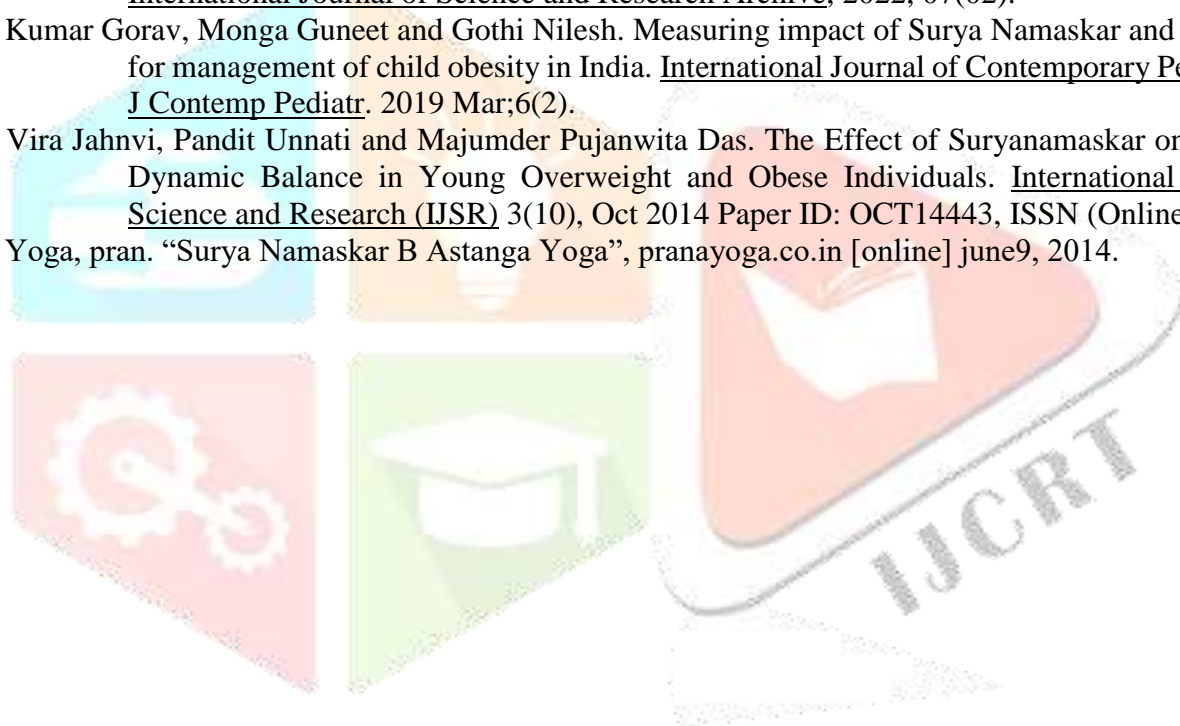 International Journal of Science and Research Archive, 2022, 07(02).
Kumar Gorav, Monga Guneet and Gothi Nilesh. Measuring impact of Surya Namaskar and
for management of child obesity in India. International Journal of Contemporary Pe
J Contemp Pediatr. 2019 Mar;6(2).
Vira Jahnvi, Pandit Unnati and Majumder Pujanwita Das. The Effect of Suryanamaskar on
Dynamic Balance in Young Overweight and Obese Individuals. International
Science and Research (IJSR) 3(10), Oct 2014 Paper ID: OCT14443, ISSN (Online
Yoga, pran. “Surya Namaskar B Astanga Yoga”, pranayoga.co.in [online] june9, 2014.
IJCRT